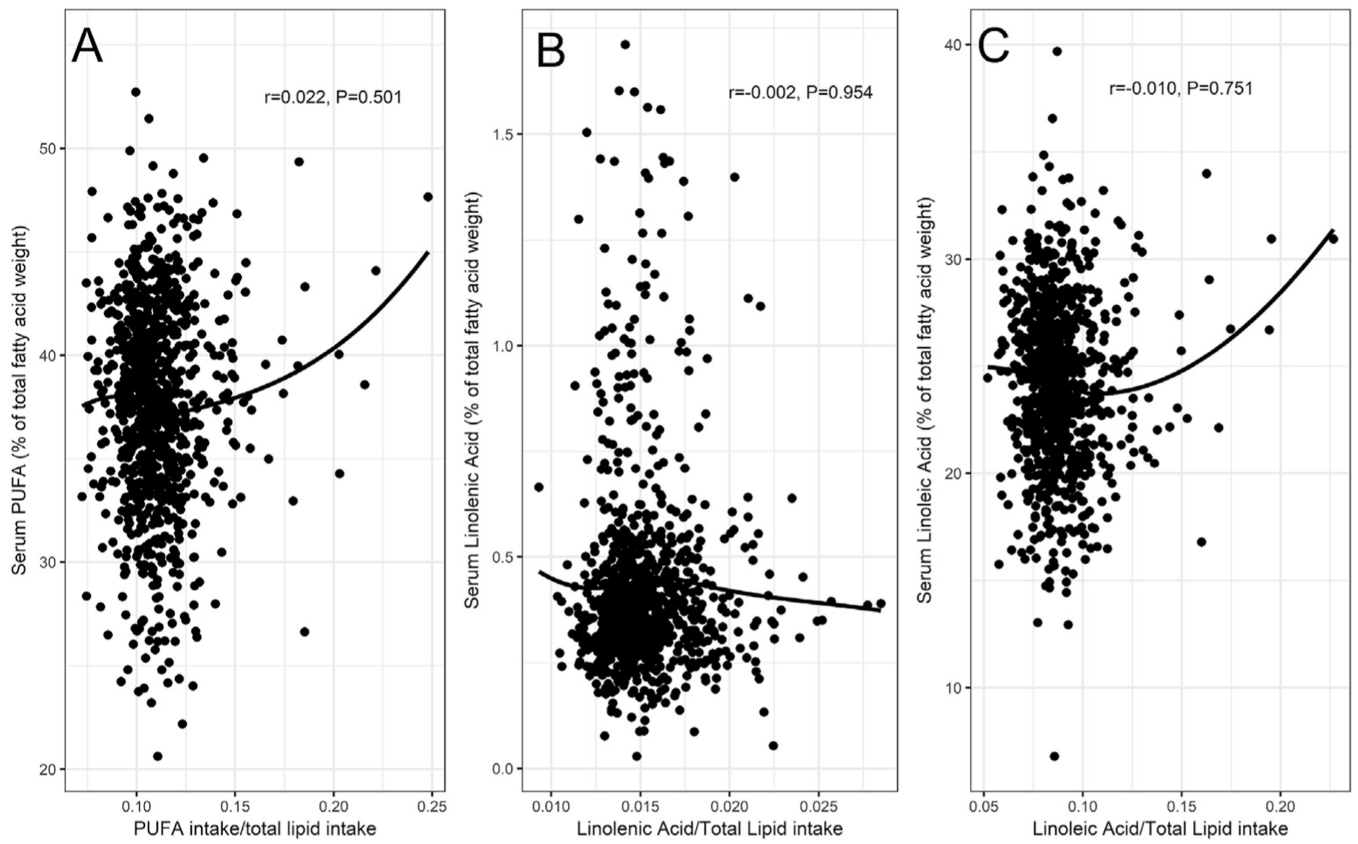 A
r=0.022, P=0.501
Serum PUFA (% of total fatty acid weight)
50
40
30
20
0.10 0.15 0.20 0.25
PUFA intake/total lipid intake
B
r=-0.002, P=0.954
Serum Linolenic Acid (% of total fatty acid weight)
1.5
1.0
0.5
0.0
0.010 0.015 0.020 0.025
Linolenic Acid/Total Lipid intake
C
r=-0.010, P=0.751
Serum Linoleic Acid (% of total fatty acid weight)
40
30
20
10
0.05 0.10 0.15 0.20
Linoleic Acid/Total Lipid intake